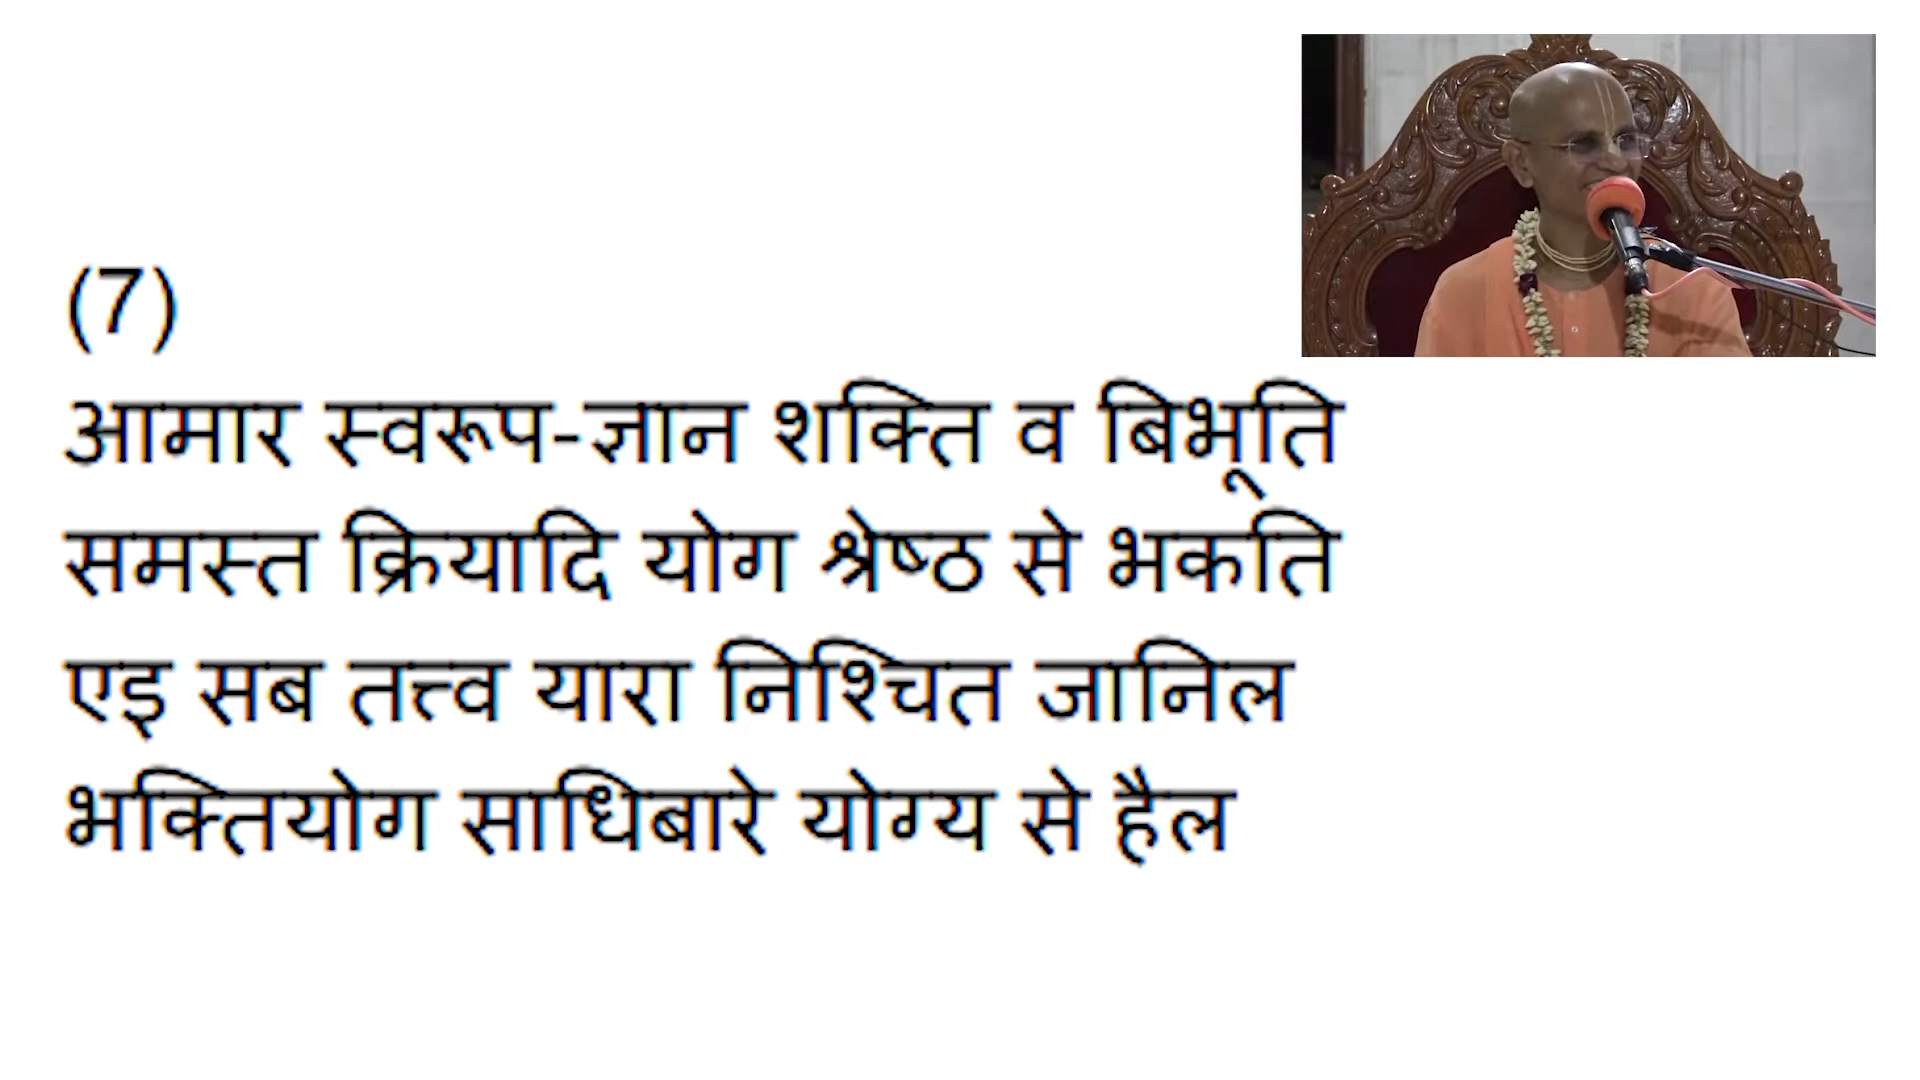 (7)
आमार स्वरूप-ज्ञान शक्ति व बिभूति
समस्त क्रियादि योग श्रेष्ठ से भकति
एइ सब तत्त्व यारा निश्चित जानिल
भक्तियोग साधिबारे योग्य से हैल